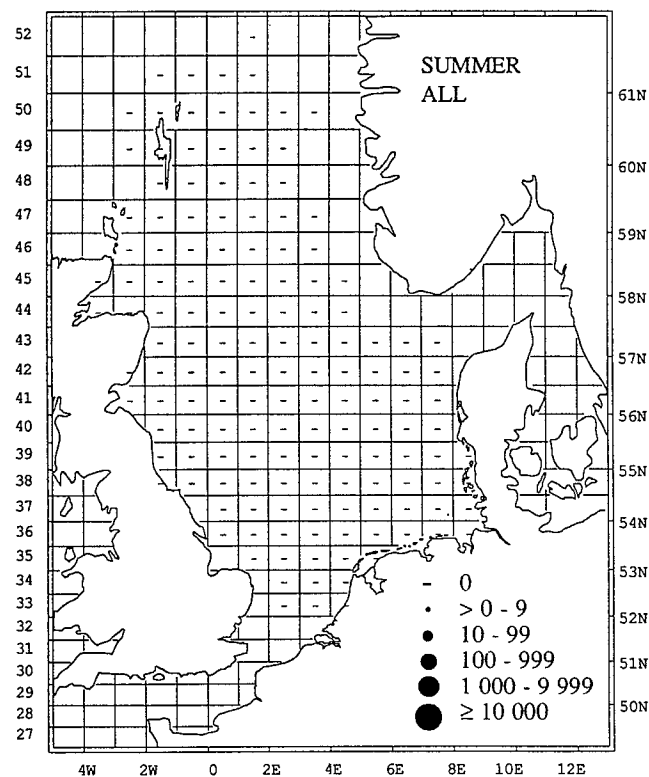 52
51
50
49
48
47
46
45
44
43
42
41
40
39
38
37
36
35
34
33
32
31
30
29
28
27
SUMMER
ALL
61N
60N
59N
58N
57N
56N
55N
54N
53N
52N
51N
50N
- 0
• > 0 - 9
● 10 - 99
● 100 - 999
● 1 000 - 9 999
● ≥ 10 000
4W 2W 0 2E 4E 6E 8E 10E 12E